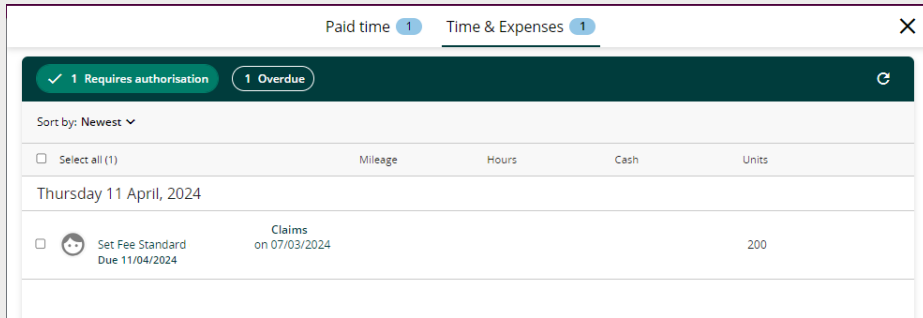 Paid time 1 Time & Expenses 1
1 Requires authorisation 1 Overdue
Sort by: Newest
Select all (1) Mileage Hours Cash Units
Thursday 11 April, 2024
Claims
Set Fee Standard on 07/03/2024 200
Due 11/04/2024